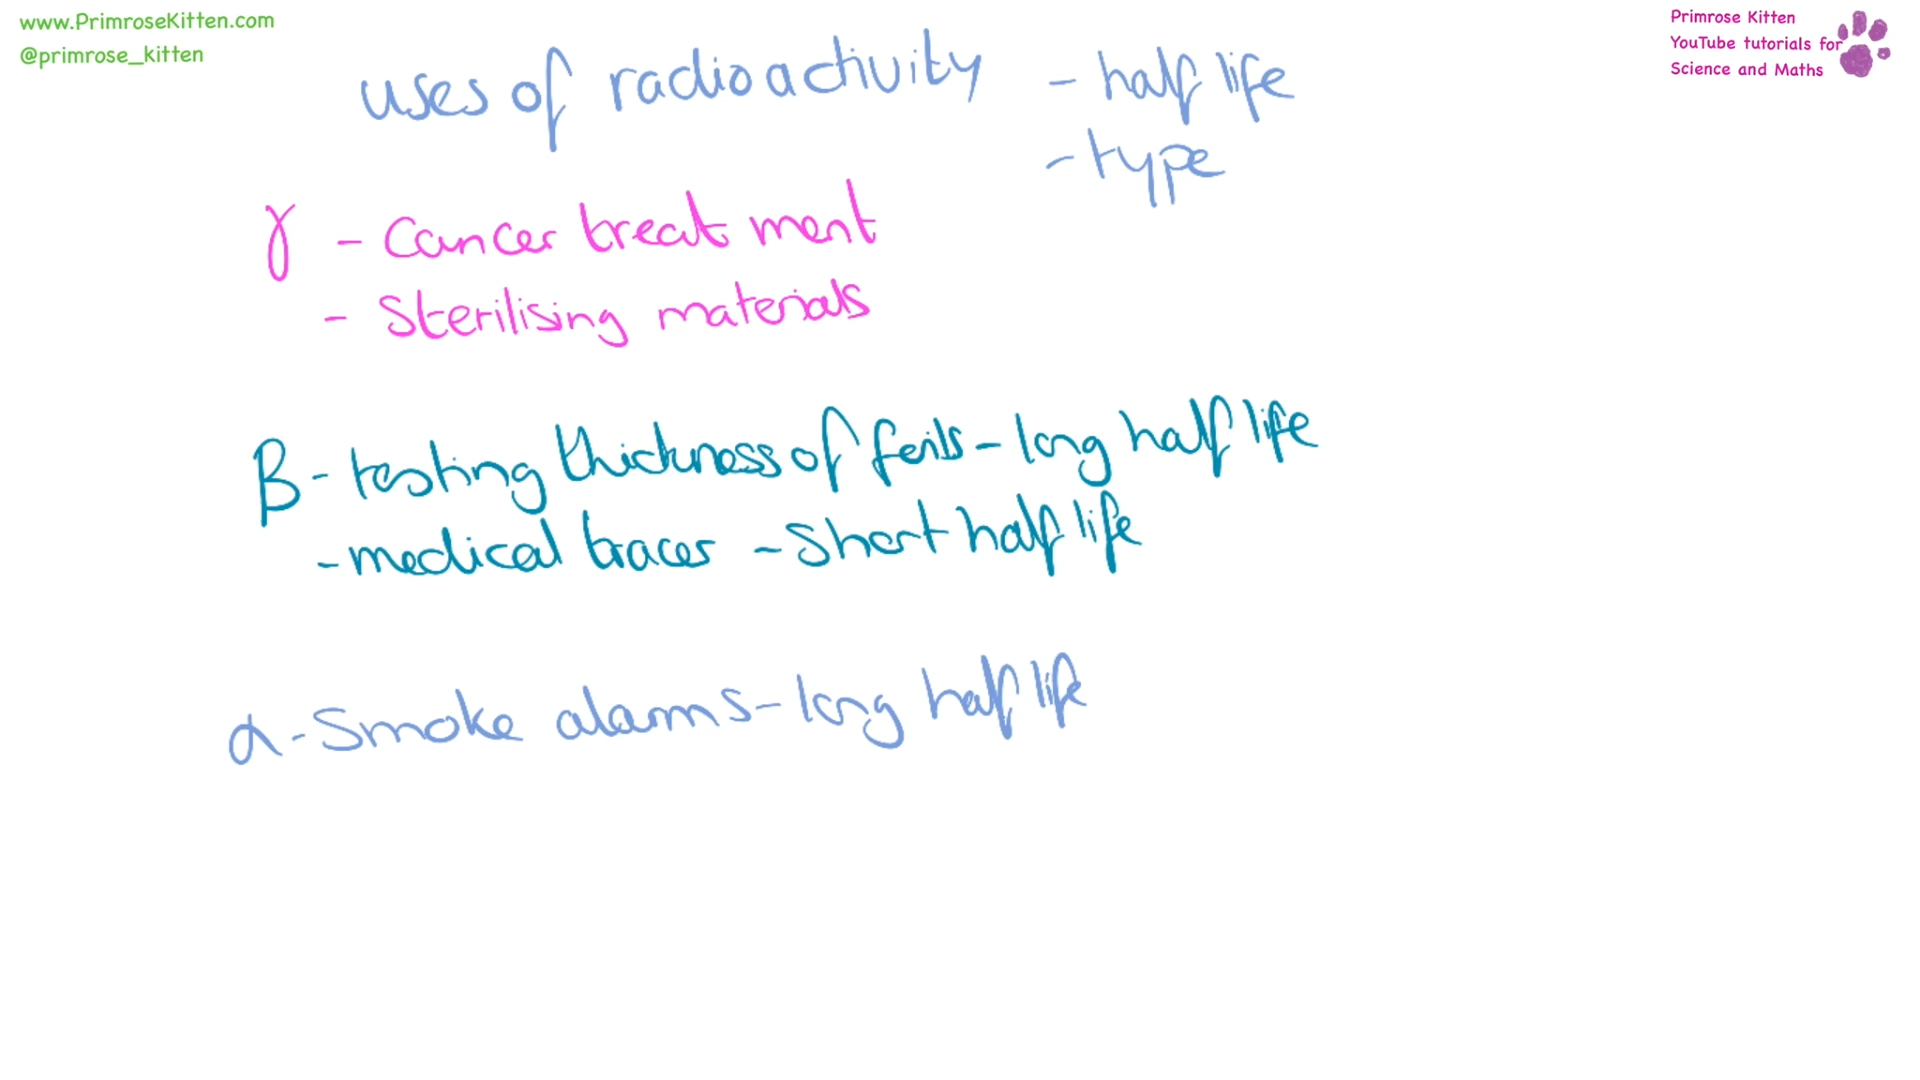 www.PrimroseKitten.com
@primrose_kitten
Primrose Kitten
YouTube tutorials for
Science and Maths
uses of radioactivity - half life
- type
γ - Cancer treatment
- Sterilising materials
β - testing thickness of foils - long half life
- medical tracer - Short half life
α - Smoke alarms - long half life